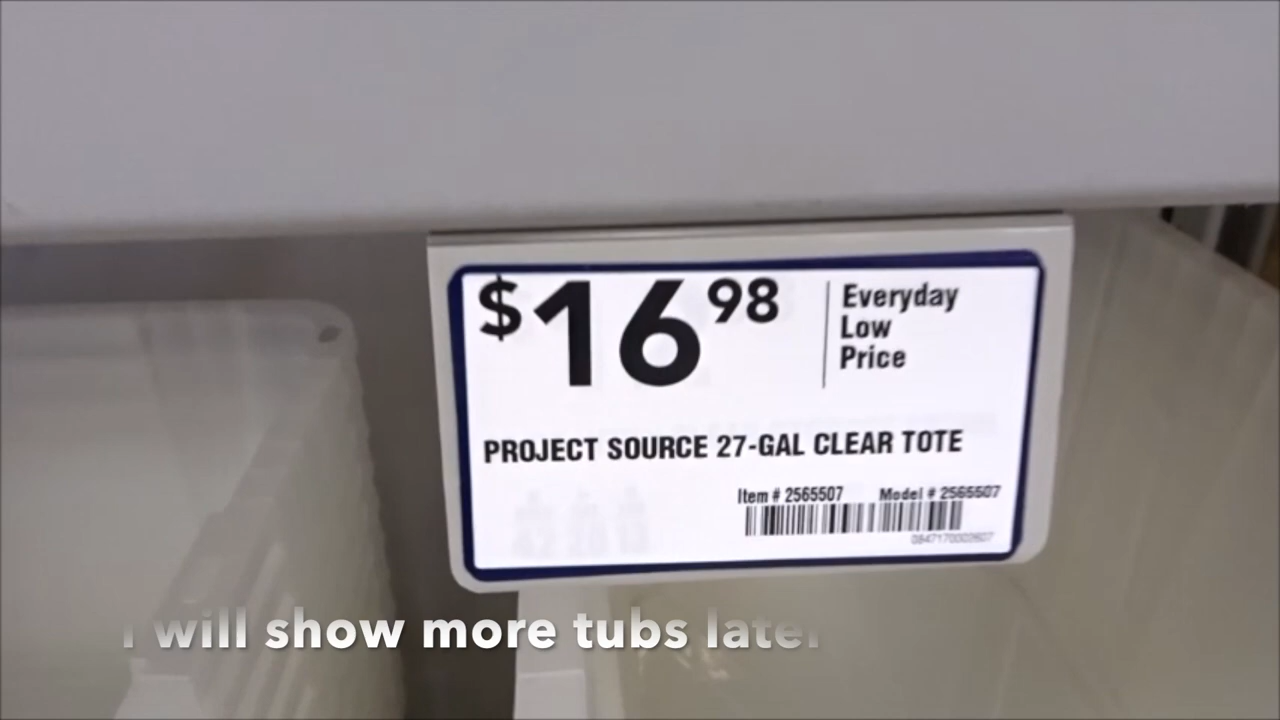 $16 98
Everyday
Low
Price
PROJECT SOURCE 27-GAL CLEAR TOTE
Item # 2565507 Model # 2565507
I will show more tubs later